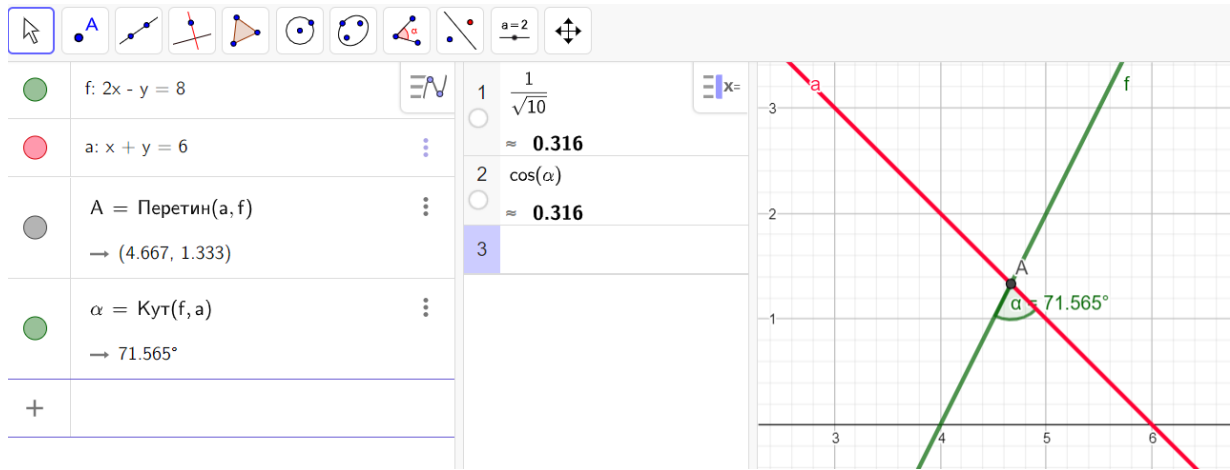 A
α
a=2
f: 2x - y = 8
a: x + y = 6
A = Перетин(a, f)
→ (4.667, 1.333)
α = Кут(f, a)
→ 71.565°
+
x=
1
1
√10
≈ 0.316
2 cos(α)
≈ 0.316
3
a
f
3
2
A
α = 71.565°
1
3 4 5 6